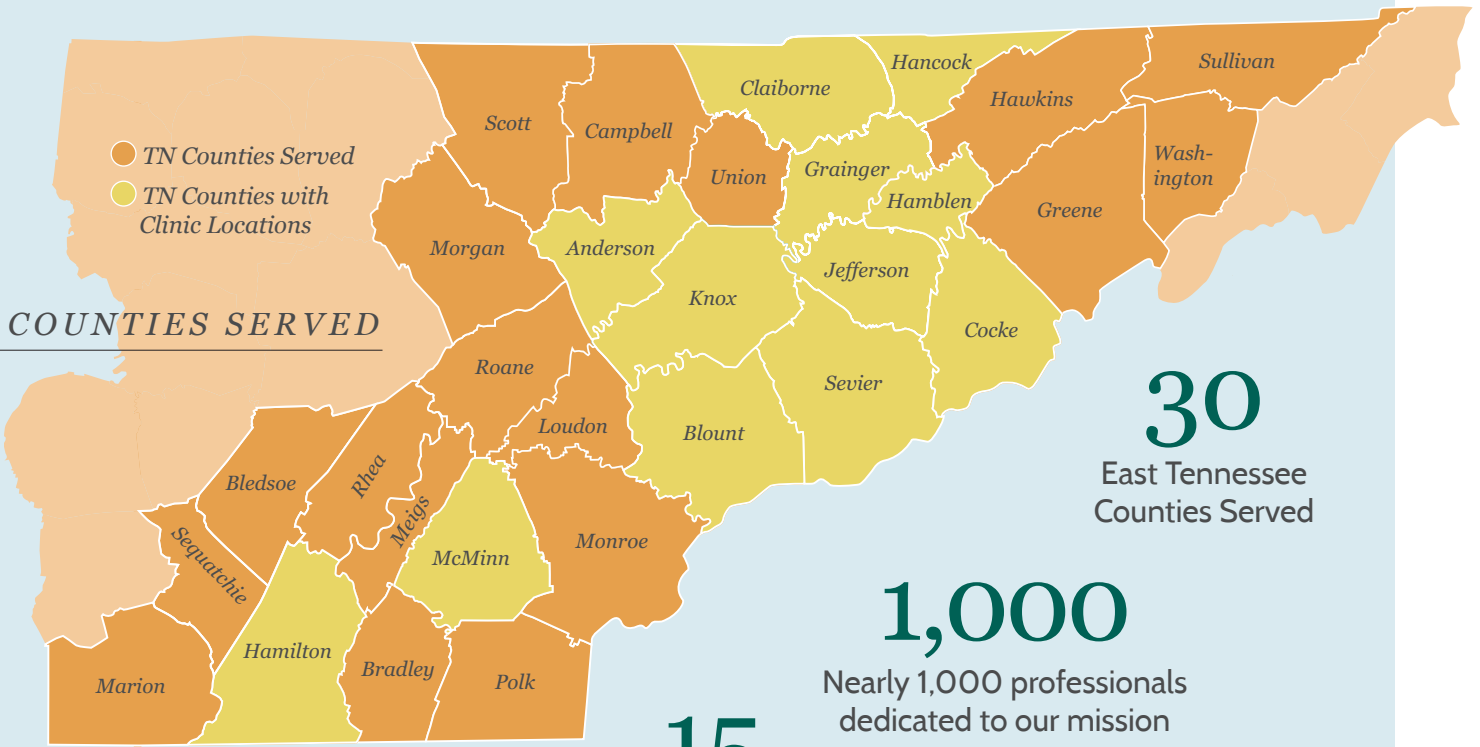 Hancock
Sullivan
Claiborne
Hawkins
Scott
Campbell
TN Counties Served
Wash-
ington
Grainger
Union
TN Counties with
Clinic Locations
Hamblen
Greene
Morgan
Anderson
Jefferson
Knox
COUNTIES SERVED
Cocke
Roane
Sevier
30
East Tennessee
Counties Served
Loudon
Blount
Rhea
Bledsoe
Meigs
Monroe
McMinn
Sequatchie
1,000
Nearly 1,000 professionals
dedicated to our mission
Hamilton
Bradley
Polk
Marion
15